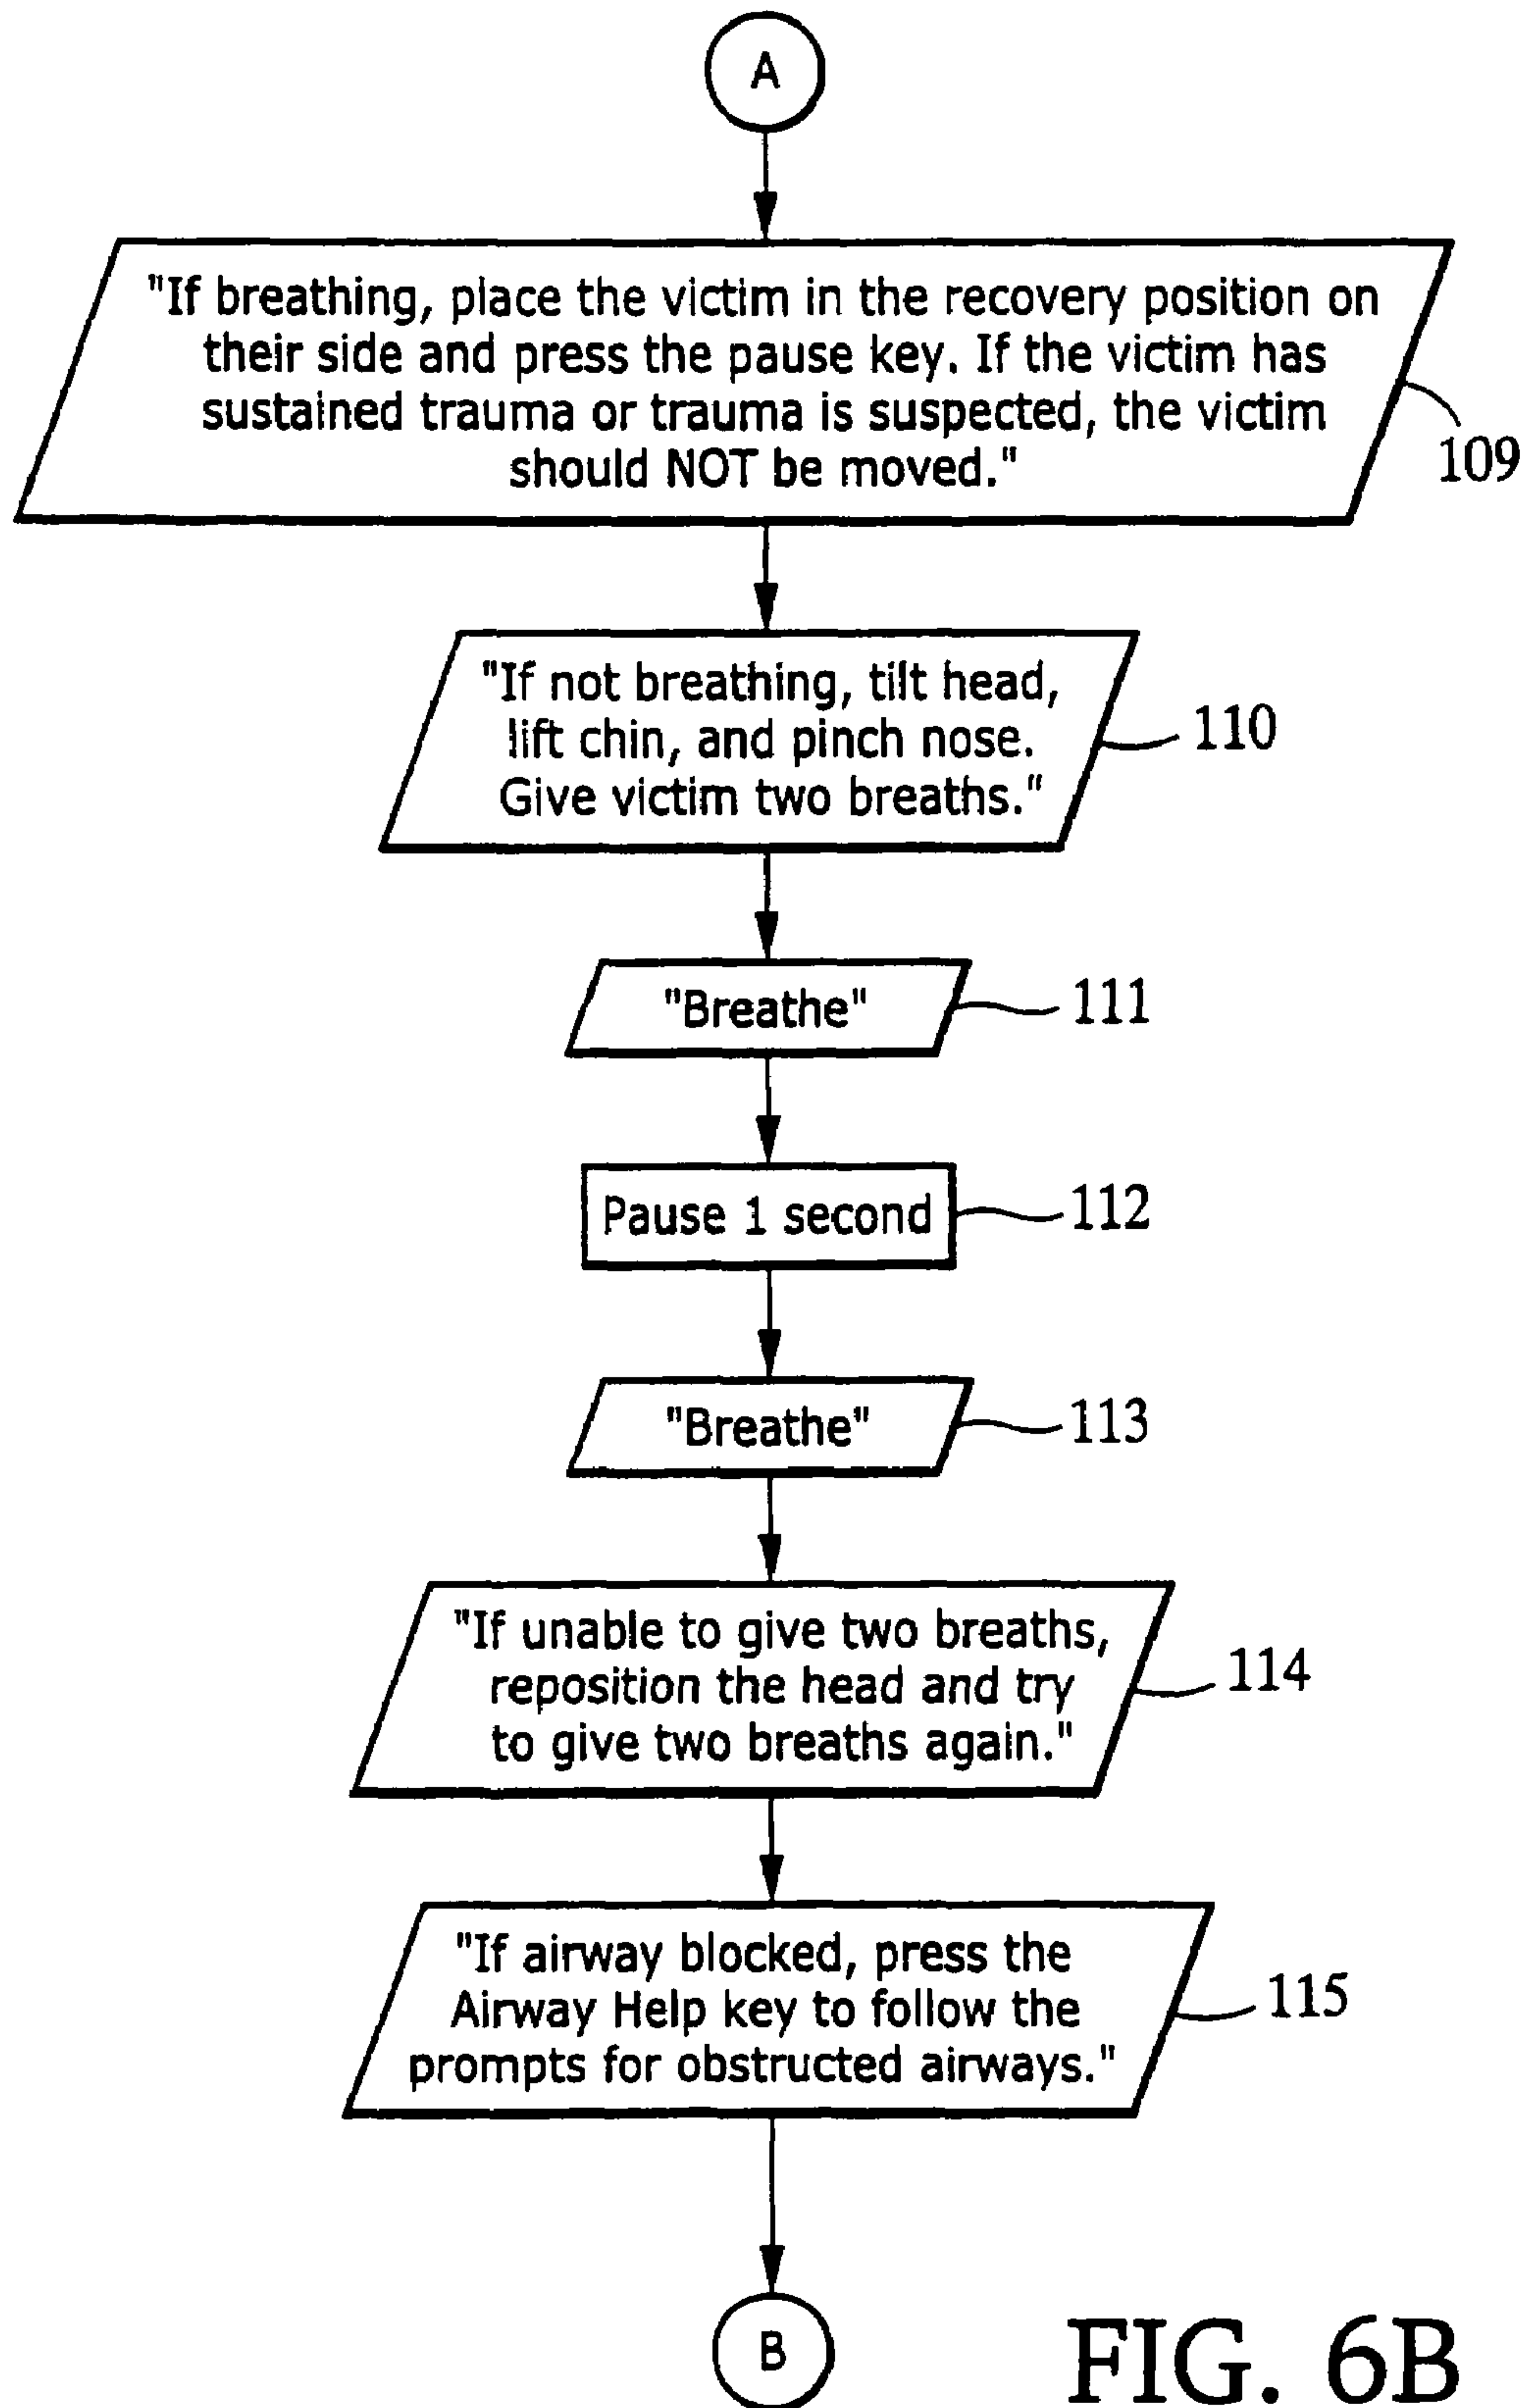 A
"If breathing, place the victim in the recovery position on
their side and press the pause key. If the victim has
sustained trauma or trauma is suspected, the victim
should NOT be moved."
109
"If not breathing, tilt head,
lift chin, and pinch nose.
Give victim two breaths."
110
"Breathe"
111
Pause 1 second
112
"Breathe"
113
"If unable to give two breaths,
reposition the head and try
to give two breaths again."
114
"If airway blocked, press the
Airway Help key to follow the
prompts for obstructed airways."
115
B
FIG. 6B